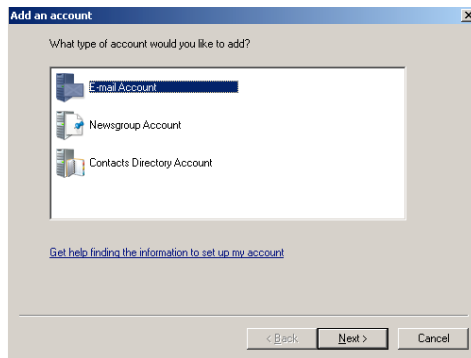 Add an account
What type of account would you like to add?
E-mail Account
Newsgroup Account
Contacts Directory Account
Get help finding the information to set up my account
< Back
Next >
Cancel